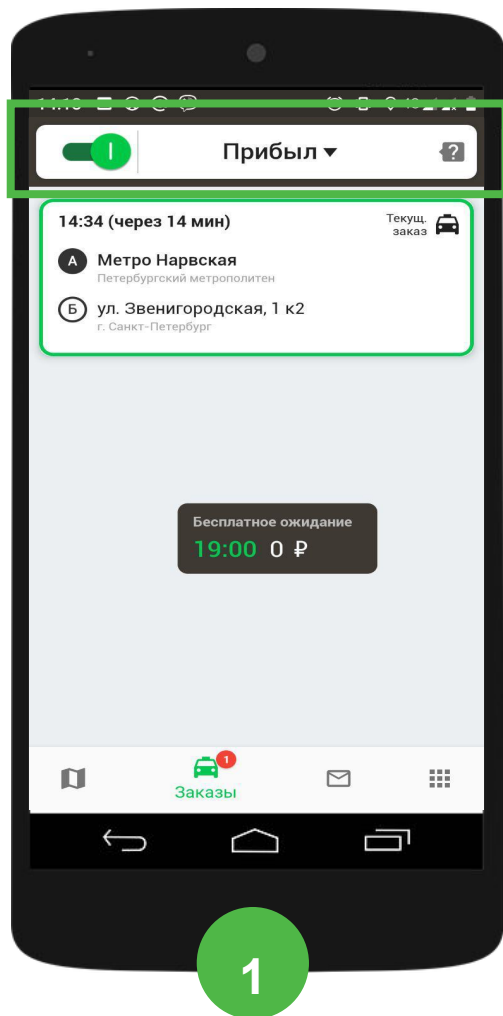 Прибыл
14:34 (через 14 мин)
Текущ.
заказ
А
Метро Нарвская
Петербургский метрополитен
Б
ул. Звенигородская, 1 к2
г. Санкт-Петербург
Бесплатное ожидание
19:00 0 ₽
1
Заказы
1